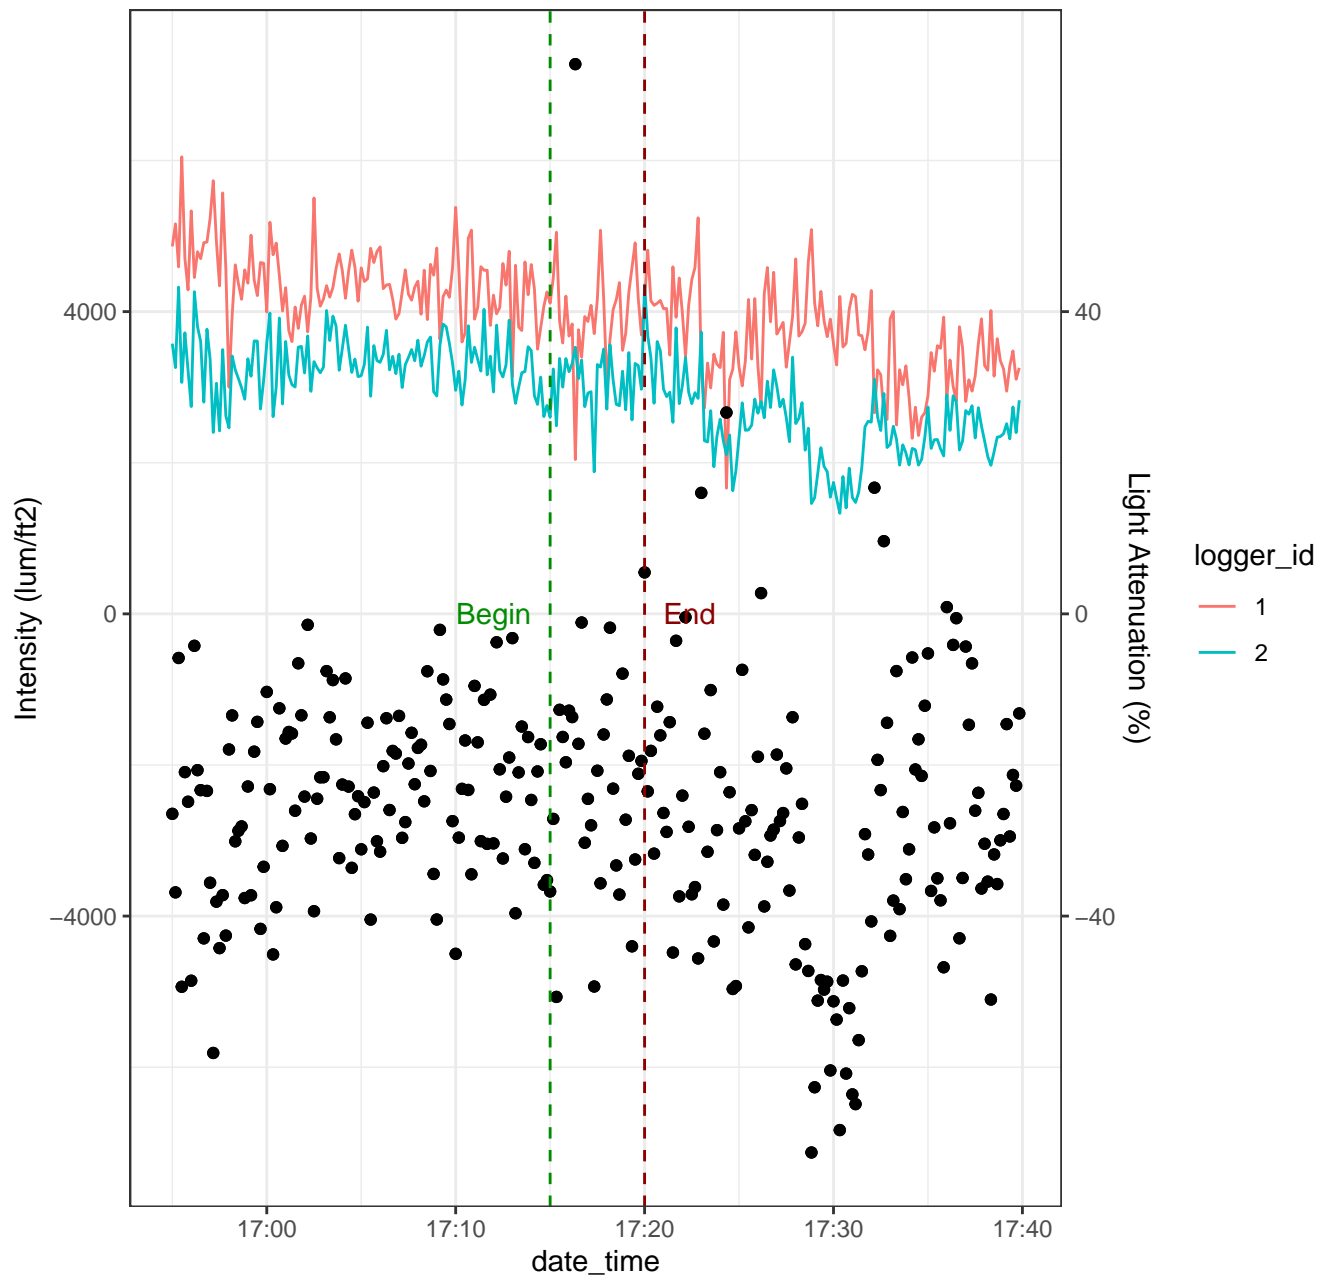 Intensity (lum/ft2)
4000
0
−4000
Begin
End
40
0
−40
Light Attenuation (%)
logger_id
1
2
17:00
17:10
17:20
17:30
17:40
date_time